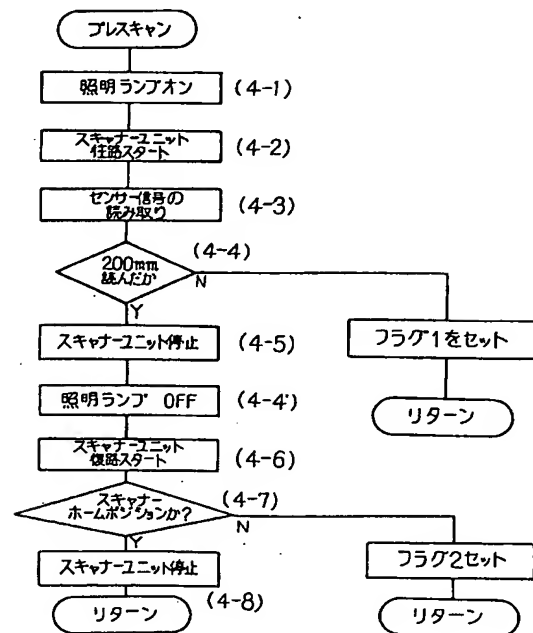 プレスキャン
照明ランプオン (4-1)
スキャナーユニット
往路スタート (4-2)
センサー信号の
読み取り (4-3)
(4-4)
200mm
読んだか
N
Y
スキャナーユニット停止 (4-5)
フラグ1をセット
照明ランプ OFF (4-4')
リターン
スキャナーユニット
復路スタート (4-6)
スキャナー
ホームポジションか? (4-7)
N
Y
スキャナーユニット停止
フラグ2セット
(4-8)
リターン
リターン